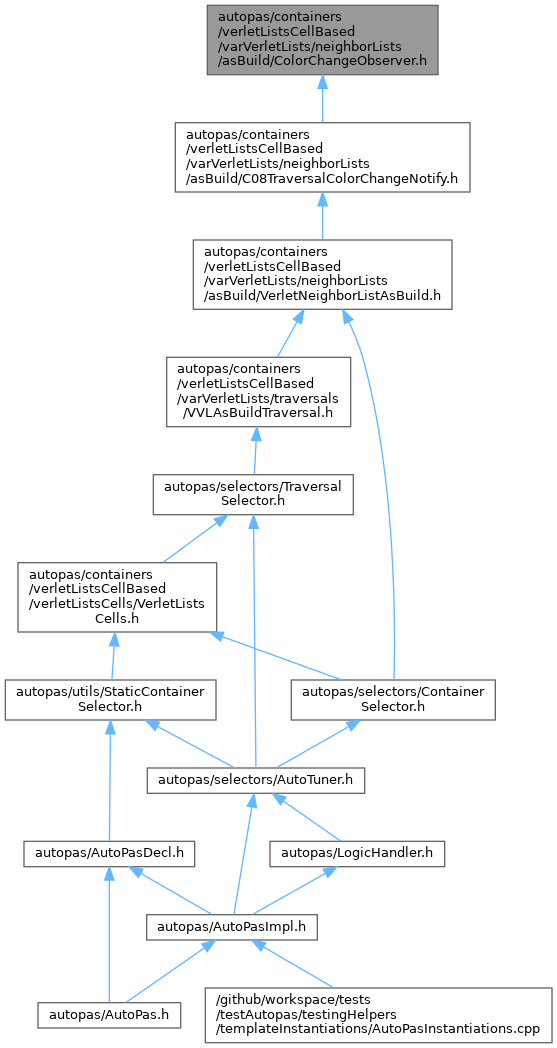 autopas/containers
/verletListsCellBased
/varVerletLists/neighborLists
/asBuild/ColorChangeObserver.h
autopas/containers
/verletListsCellBased
/varVerletLists/neighborLists
/asBuild/C08TraversalColorChangeNotify.h
autopas/containers
/verletListsCellBased
/varVerletLists/neighborLists
/asBuild/VerletNeighborListAsBuild.h
autopas/containers
/verletListsCellBased
/varVerletLists/traversals
/VVLAsBuildTraversal.h
autopas/selectors/Traversal
Selector.h
autopas/containers
/verletListsCellBased
/verletListsCells/VerletLists
Cells.h
autopas/utils/StaticContainer
Selector.h
autopas/selectors/Container
Selector.h
autopas/selectors/AutoTuner.h
autopas/AutoPasDecl.h
autopas/LogicHandler.h
autopas/AutoPasImpl.h
autopas/AutoPas.h
/github/workspace/tests
/testAutopas/testingHelpers
/templateInstantiations/AutoPasInstantiations.cpp